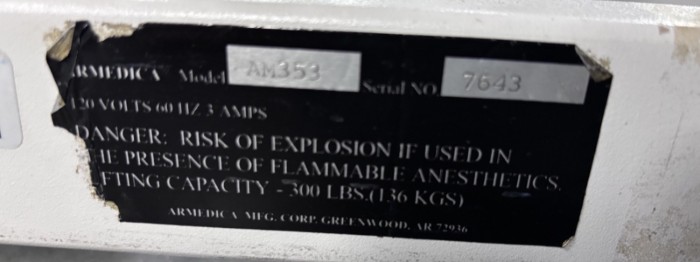 RMEDICA Model AM353 Serial NO. 7643
120 VOLTS 60 HZ 3 AMPS
DANGER: RISK OF EXPLOSION IF USED IN
HE PRESENCE OF FLAMMABLE ANESTHETICS.
FTING CAPACITY - 300 LBS.(136 KGS)
ARMEDICA MFG. CORP. GREENWOOD, AR 72936